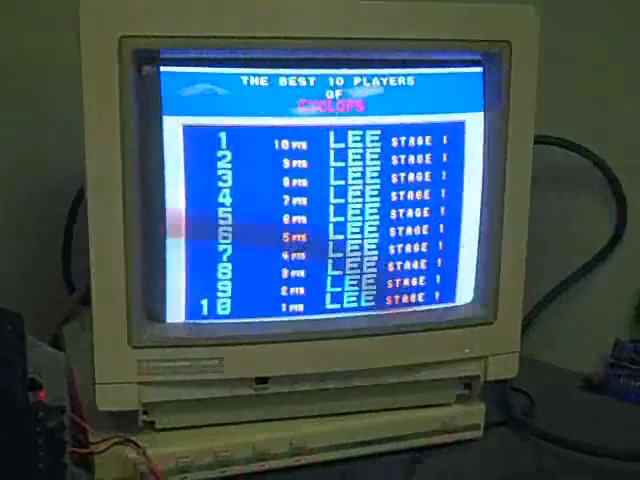 THE BEST 10 PLAYERS
OF
CYCLOPS
1 10 PTS LEE STAGE 1
2 9 PTS LEE STAGE 1
3 8 PTS LEE STAGE 1
4 7 PTS LEE STAGE 1
5 6 PTS LEE STAGE 1
6 5 PTS LEE STAGE 1
7 4 PTS LEE STAGE 1
8 3 PTS LEE STAGE 1
9 2 PTS LEE STAGE 1
10 1 PTS LEE STAGE 1